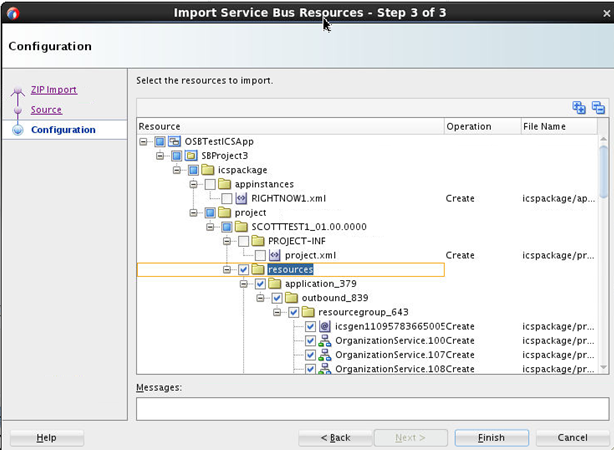 Import Service Bus Resources - Step 3 of 3
Configuration
ZIP Import
Source
Configuration
Select the resources to import.
Resource Operation File Name
OSBTestICSApp
SBProject3
icspackage
appinstances
RIGHTNOW1.xml Create icspackage/ap...
project
SCOTTTEST1_01.00.0000
PROJECT-INF
project.xml Create icspackage/pr...
resources
application_379
outbound_839
resourcegroup_643
icsgen11095783665005 Create icspackage/pr...
OrganizationService.100 Create icspackage/pr...
OrganizationService.107 Create icspackage/pr...
OrganizationService.108 Create icspackage/pr...
Messages:
Help < Back Next > Finish Cancel